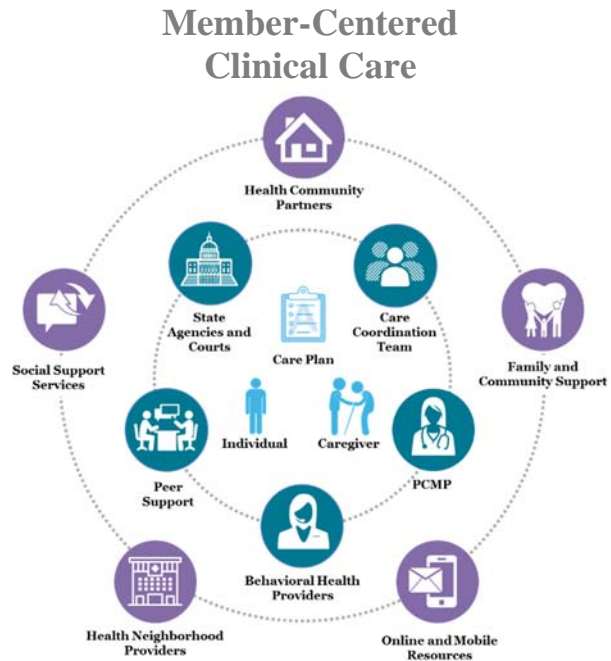 Member-Centered
Clinical Care
Health Community
Partners
State
Agencies and
Courts
Care
Coordination
Team
Care Plan
Social Support
Services
Family and
Community Support
Individual
Caregiver
Peer
Support
PCMP
Behavioral Health
Providers
Health Neighborhood
Providers
Online and Mobile
Resources